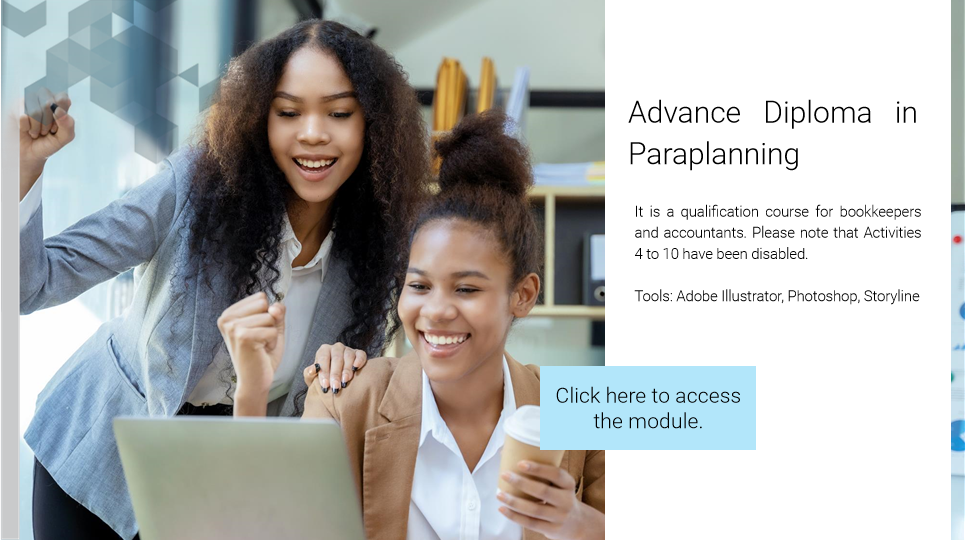 Advance Diploma in
Paraplanning
It is a qualification course for bookkeepers
and accountants. Please note that Activities
4 to 10 have been disabled.
Tools: Adobe Illustrator, Photoshop, Storyline
Click here to access
the module.